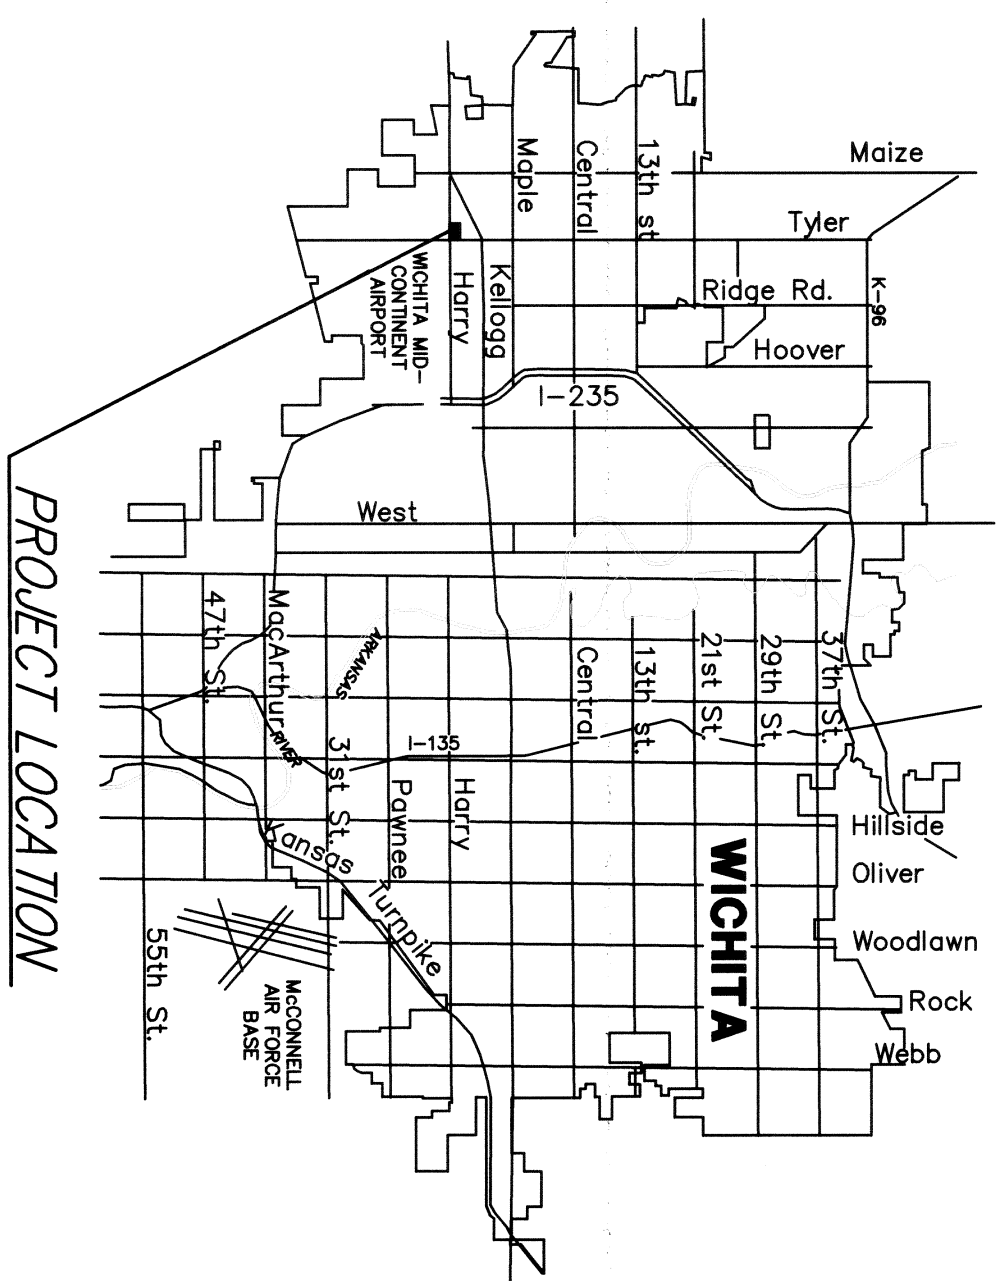 Maize
Tyler
Ridge Rd.
K-96
Hoover
I-235
13th st
Central
Maple
Kellogg
Harry
WICHITA MID-
CONTINENT
AIRPORT
West
PROJECT LOCATION
47th St.
MacArthur
ARKANSAS
RIVER
31st St.
I-135
Central
13th st.
21st St.
29th St.
37th St.
Pawnee
Harry
Kansas Turnpike
WICHITA
Hillside
Oliver
Woodlawn
Rock
Webb
55th St.
McCONNELL
AIR FORCE
BASE